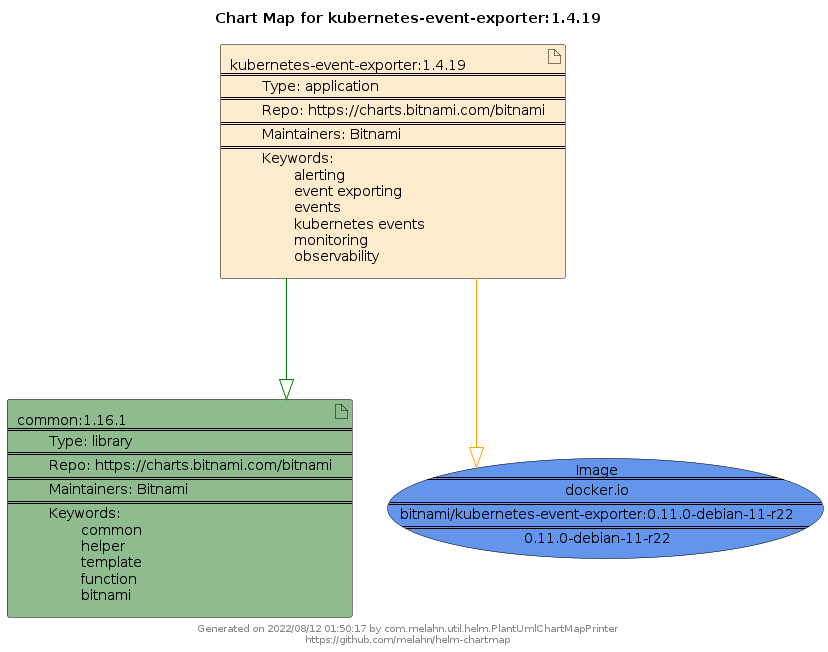 Chart Map for kubernetes-event-exporter:1.4.19
kubernetes-event-exporter:1.4.19
Type: application
Repo: https://charts.bitnami.com/bitnami
Maintainers: Bitnami
Keywords:
alerting
event exporting
events
kubernetes events
monitoring
observability
common:1.16.1
Type: library
Repo: https://charts.bitnami.com/bitnami
Maintainers: Bitnami
Keywords:
common
helper
template
function
bitnami
Image
docker.io
bitnami/kubernetes-event-exporter:0.11.0-debian-11-r22
0.11.0-debian-11-r22
Generated on 2022/08/12 01:50:17 by com.melahn.util.helm.PlantUmlChartMapPrinter
https://github.com/melahn/helm-chartmap